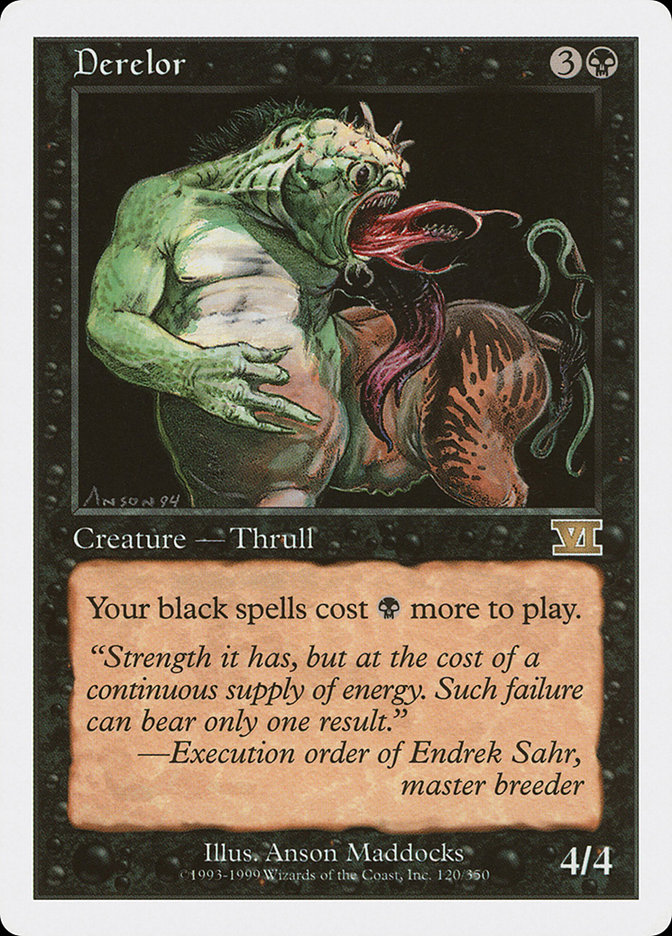 Derelor
3
ANSON 94
Creature — Thrull
VI
Your black spells cost more to play.
“Strength it has, but at the cost of a
continuous supply of energy. Such failure
can bear only one result.”
—Execution order of Endrek Sahr,
master breeder
Illus. Anson Maddocks
©1993-1999 Wizards of the Coast, Inc. 120/350
4/4